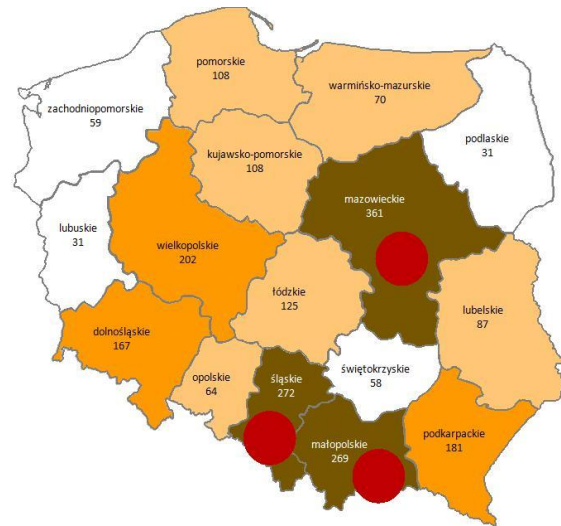 pomorskie
108
warmińsko-mazurskie
70
zachodniopomorskie
59
podlaskie
31
kujawsko-pomorskie
108
mazowieckie
361
lubuskie
31
wielkopolskie
202
łódzkie
125
lubelskie
87
dolnośląskie
167
opolskie
64
śląskie
272
świętokrzyskie
58
małopolskie
269
podkarpackie
181